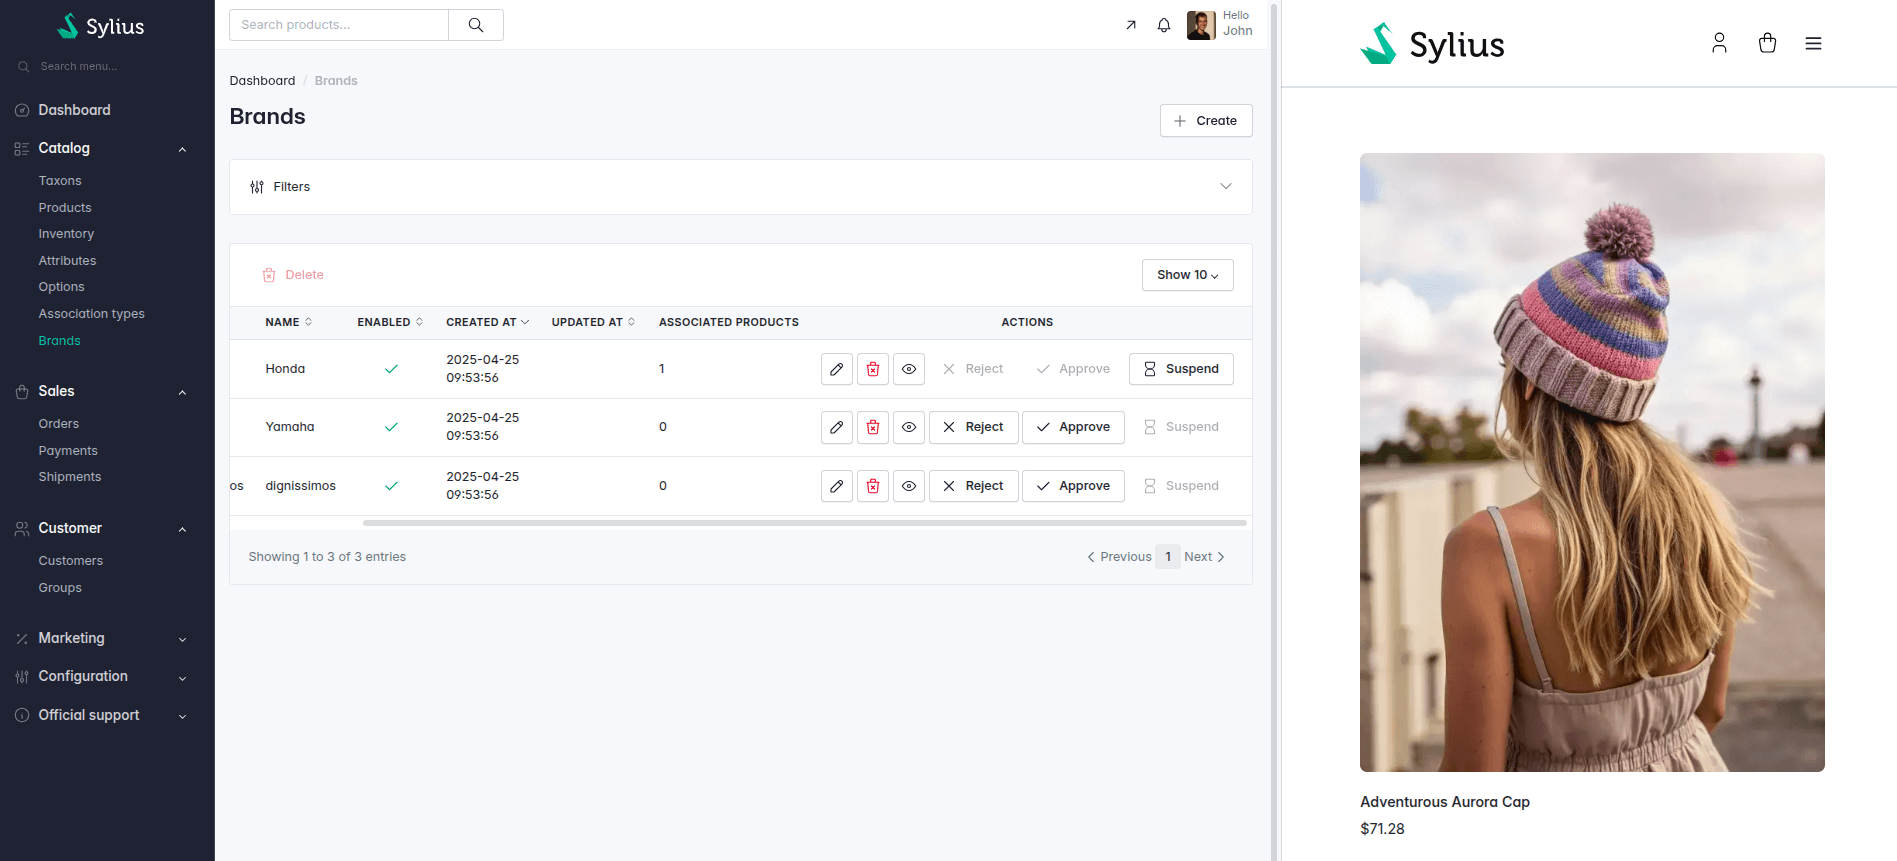 Sylius
Search menu...
Dashboard
Catalog
Taxons
Products
Inventory
Attributes
Options
Association types
Brands
Sales
Orders
Payments
Shipments
Customer
Customers
Groups
Marketing
Configuration
Official support
Search products...
Hello
John
Dashboard / Brands
Brands
Create
Filters
Delete
Show 10
NAME ENABLED CREATED AT UPDATED AT ASSOCIATED PRODUCTS ACTIONS
Honda 2025-04-25 09:53:56 1 Reject Approve Suspend
Yamaha 2025-04-25 09:53:56 0 Reject Approve Suspend
os dignissimos 2025-04-25 09:53:56 0 Reject Approve Suspend
Showing 1 to 3 of 3 entries
Previous 1 Next
Sylius
Adventurous Aurora Cap
$71.28